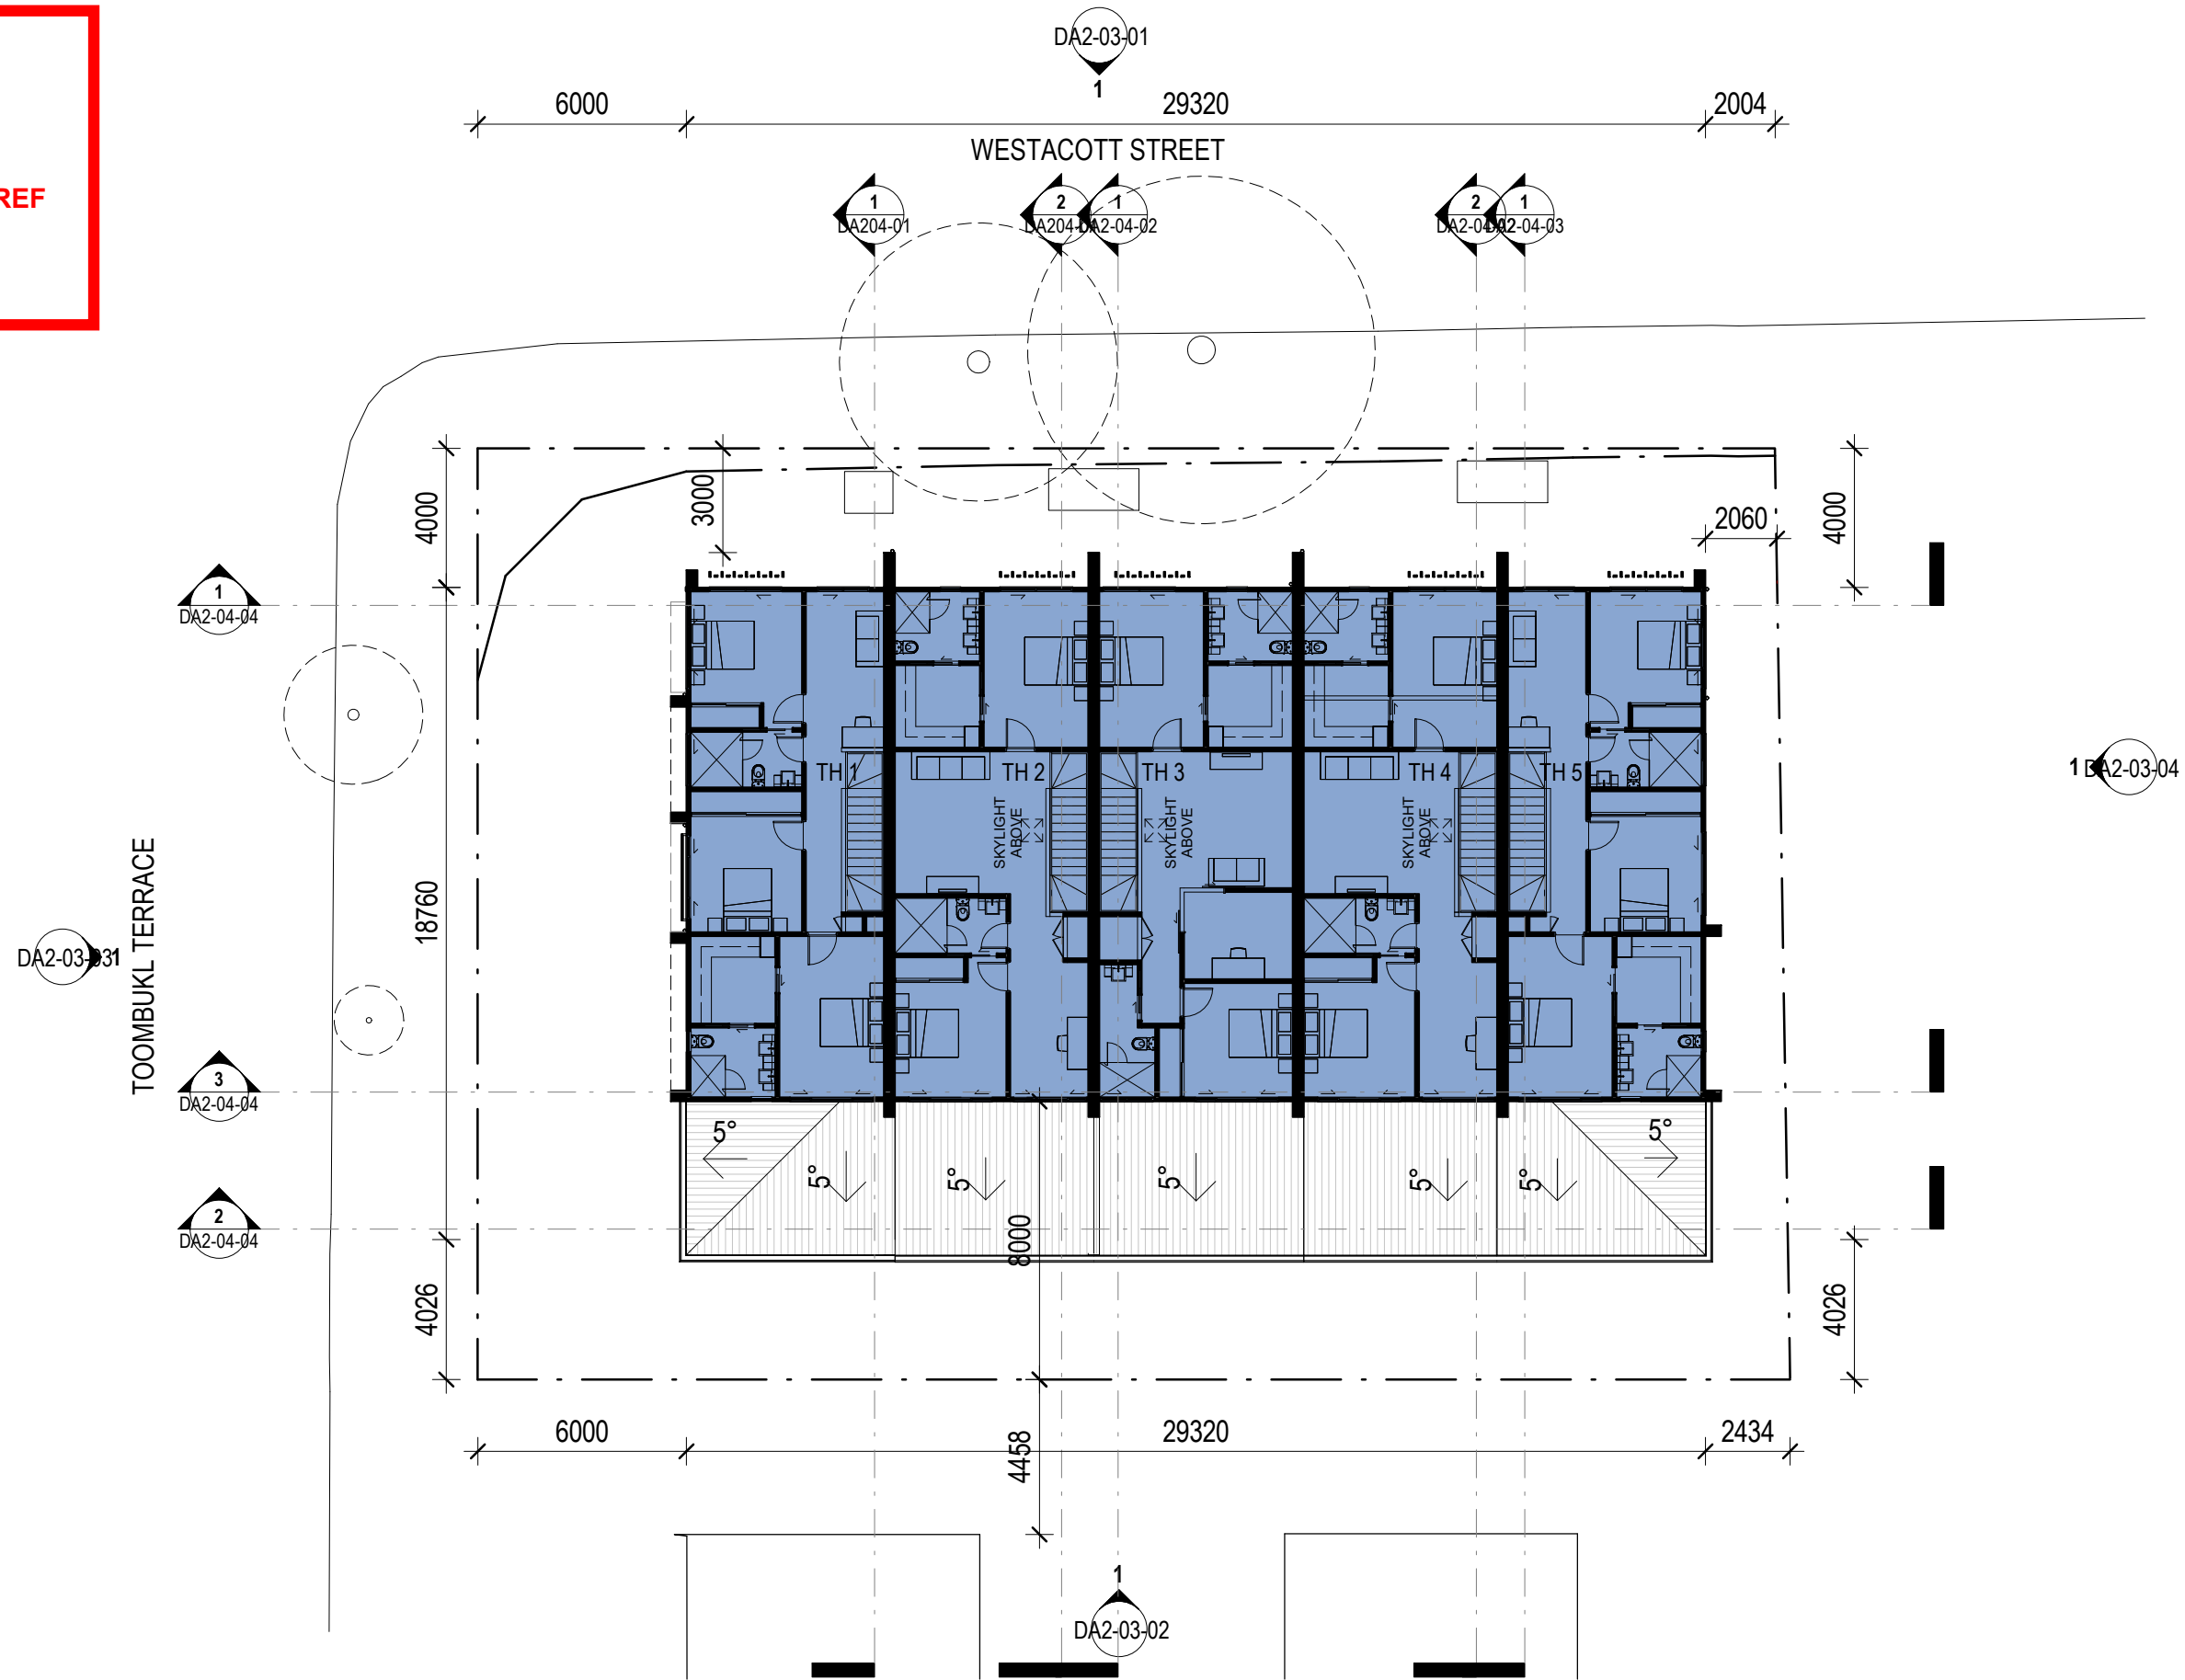 DA2-03-01
1
6000
29320
2004
WESTACOTT STREET
REF
1
DA204-01
2
1
DA2-04-02
2
1
DA2-04-03
4000
3000
4000
2060
1
DA2-04-04
TH 1
TH 2
TH 3
TH 4
TH 5
SKYLIGHT
ABOVE
SKYLIGHT
ABOVE
SKYLIGHT
ABOVE
1
DA2-03-04
18760
TOOMBUKL TERRACE
DA2-03-03
1
3
DA2-04-04
5°
5°
5°
5°
5°
5°
5°
2
DA2-04-04
8000
4026
4026
6000
29320
2434
4458
1
DA2-03-02